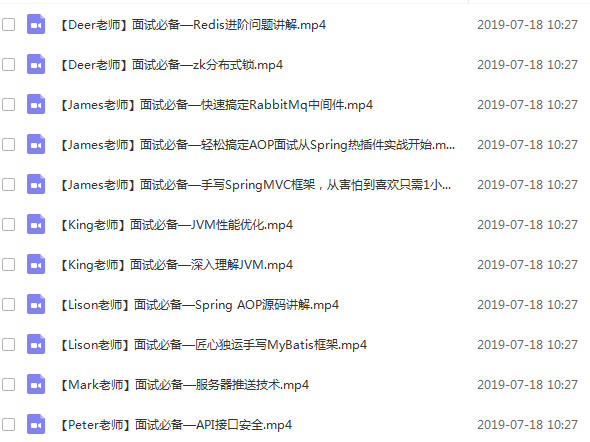 【Deer老师】面试必备—Redis进阶问题讲解.mp4 2019-07-18 10:27
【Deer老师】面试必备—zk分布式锁.mp4 2019-07-18 10:27
【James老师】面试必备—快速搞定RabbitMq中间件.mp4 2019-07-18 10:27
【James老师】面试必备—轻松搞定AOP面试从Spring热插件实战开始.m... 2019-07-18 10:27
【James老师】面试必备—手写SpringMVC框架，从害怕到喜欢只需1小... 2019-07-18 10:27
【King老师】面试必备—JVM性能优化.mp4 2019-07-18 10:27
【King老师】面试必备—深入理解JVM.mp4 2019-07-18 10:27
【Lison老师】面试必备—Spring AOP源码讲解.mp4 2019-07-18 10:27
【Lison老师】面试必备—匠心独运手写MyBatis框架.mp4 2019-07-18 10:27
【Mark老师】面试必备—服务器推送技术.mp4 2019-07-18 10:27
【Peter老师】面试必备—API接口安全.mp4 2019-07-18 10:27